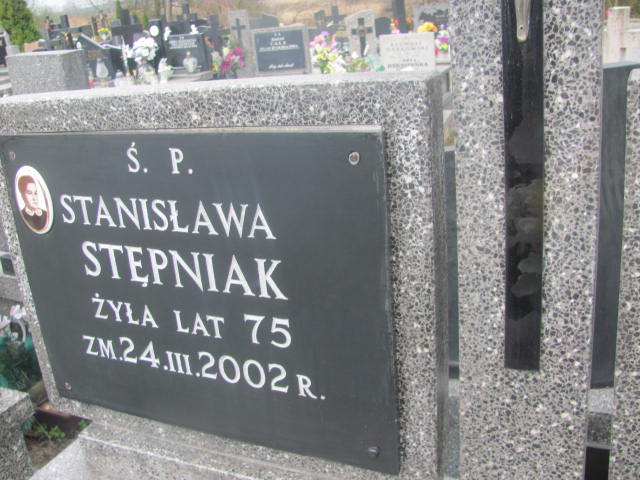 Ś. P.
STANISŁAWA
STĘPNIAK
ŻYŁA LAT 75
ZM. 24. III. 2002 R.